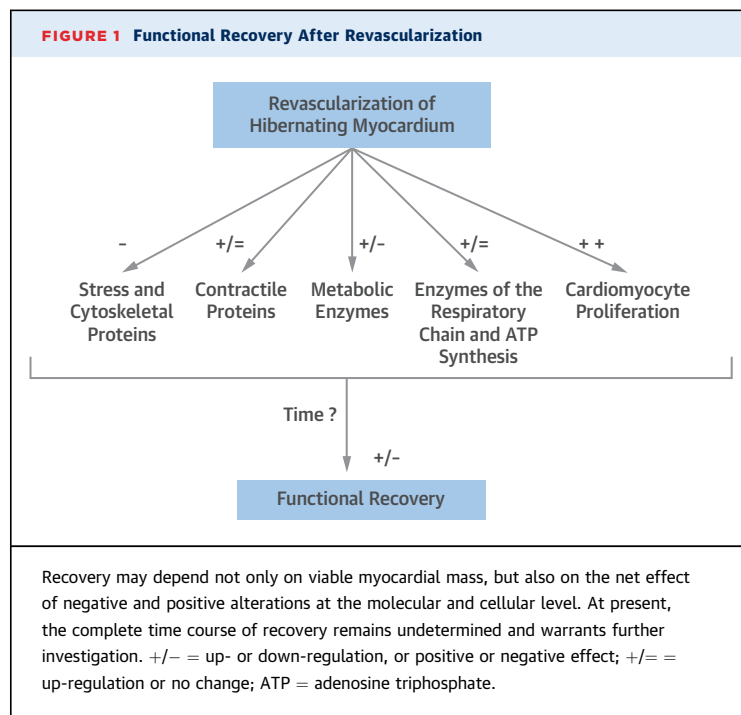 FIGURE 1 Functional Recovery After Revascularization
Revascularization of
Hibernating Myocardium
-
+/=
+/-
+/=
+ +
Stress and
Cytoskeletal
Proteins
Contractile
Proteins
Metabolic
Enzymes
Enzymes of the
Respiratory
Chain and ATP
Synthesis
Cardiomyocyte
Proliferation
Time ?
+/-
Functional Recovery
Recovery may depend not only on viable myocardial mass, but also on the net effect
of negative and positive alterations at the molecular and cellular level. At present,
the complete time course of recovery remains undetermined and warrants further
investigation. +/− = up- or down-regulation, or positive or negative effect; +/= =
up-regulation or no change; ATP = adenosine triphosphate.